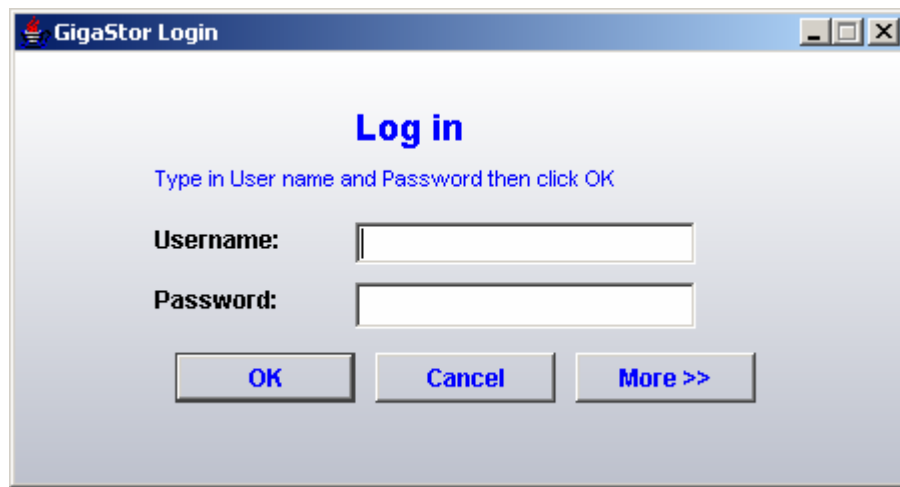 GigaStor Login
Log in
Type in User name and Password then click OK
Username:
Password:
OK Cancel More >>